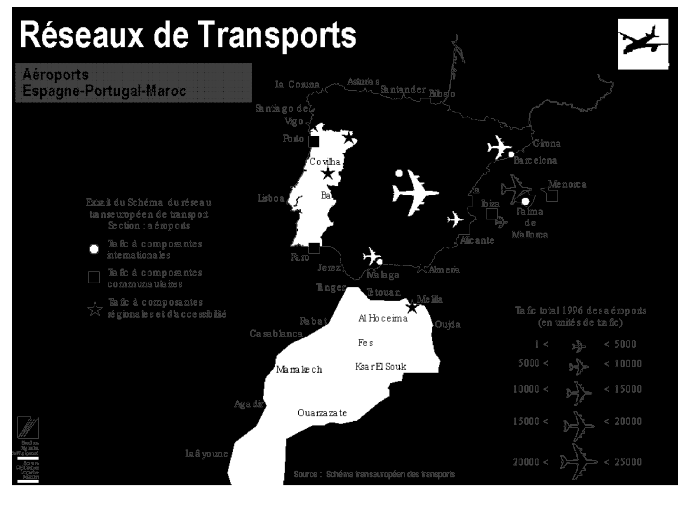 Réseaux de Transports
Aéroports
Espagne-Portugal-Maroc
la Coruna
Asturias
Santander
Bilbao
Santiago de
Vigo
Porto
Girona
Barcelona
Covilha
Menorca
Extrait du Schéma du réseau
transeuropéen de transport
Section : aéroports
Lisboa
Ibiza
Palma
de
Mallorca
Trafic à composantes
internationales
Alicante
Faro
Jerez
Malaga
Almeria
Trafic à composantes
communautaires
Tanger
Tetouan
Melilla
Trafic à composantes
régionales et d'accessibilité
Rabat
Al Hoceima
Oujda
Casablanca
Fes
Marrakech
Ksar El Souk
Agadir
Ouarzazate
Laâyoune
Trafic total 1996 des aéroports
(en unités de trafic)
1 < < 5000
5000 < < 10000
10000 < < 15000
15000 < < 20000
20000 < < 25000
Source : Schéma transeuropéen des transports